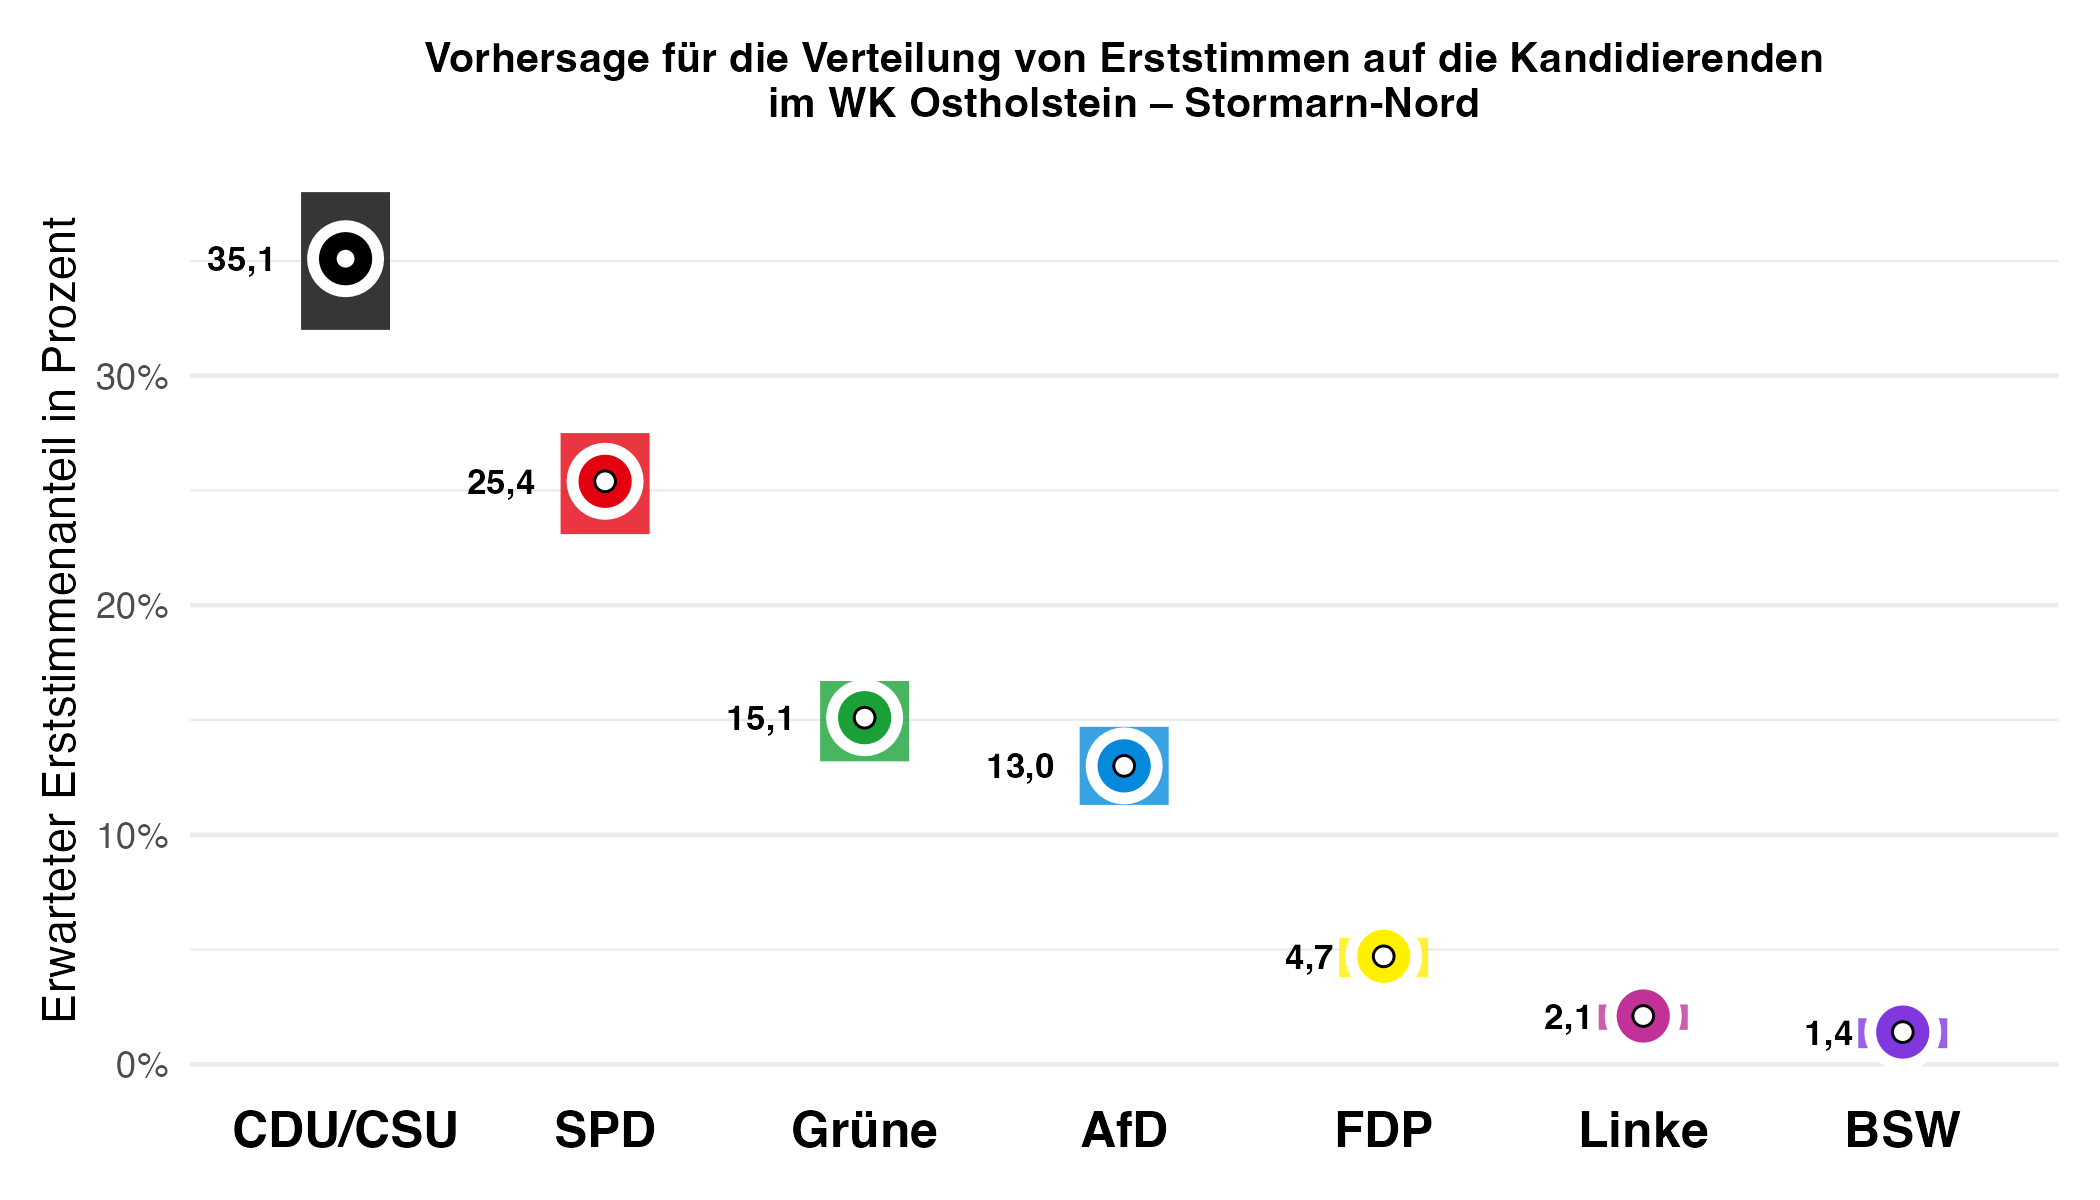 Vorhersage für die Verteilung von Erststimmen auf die Kandidierenden
im WK Ostholstein – Stormarn-Nord
Erwarteter Erststimmenanteil in Prozent
35,1
30%
25,4
20%
15,1
13,0
10%
4,7
2,1
1,4
0%
CDU/CSU SPD Grüne AfD FDP Linke BSW